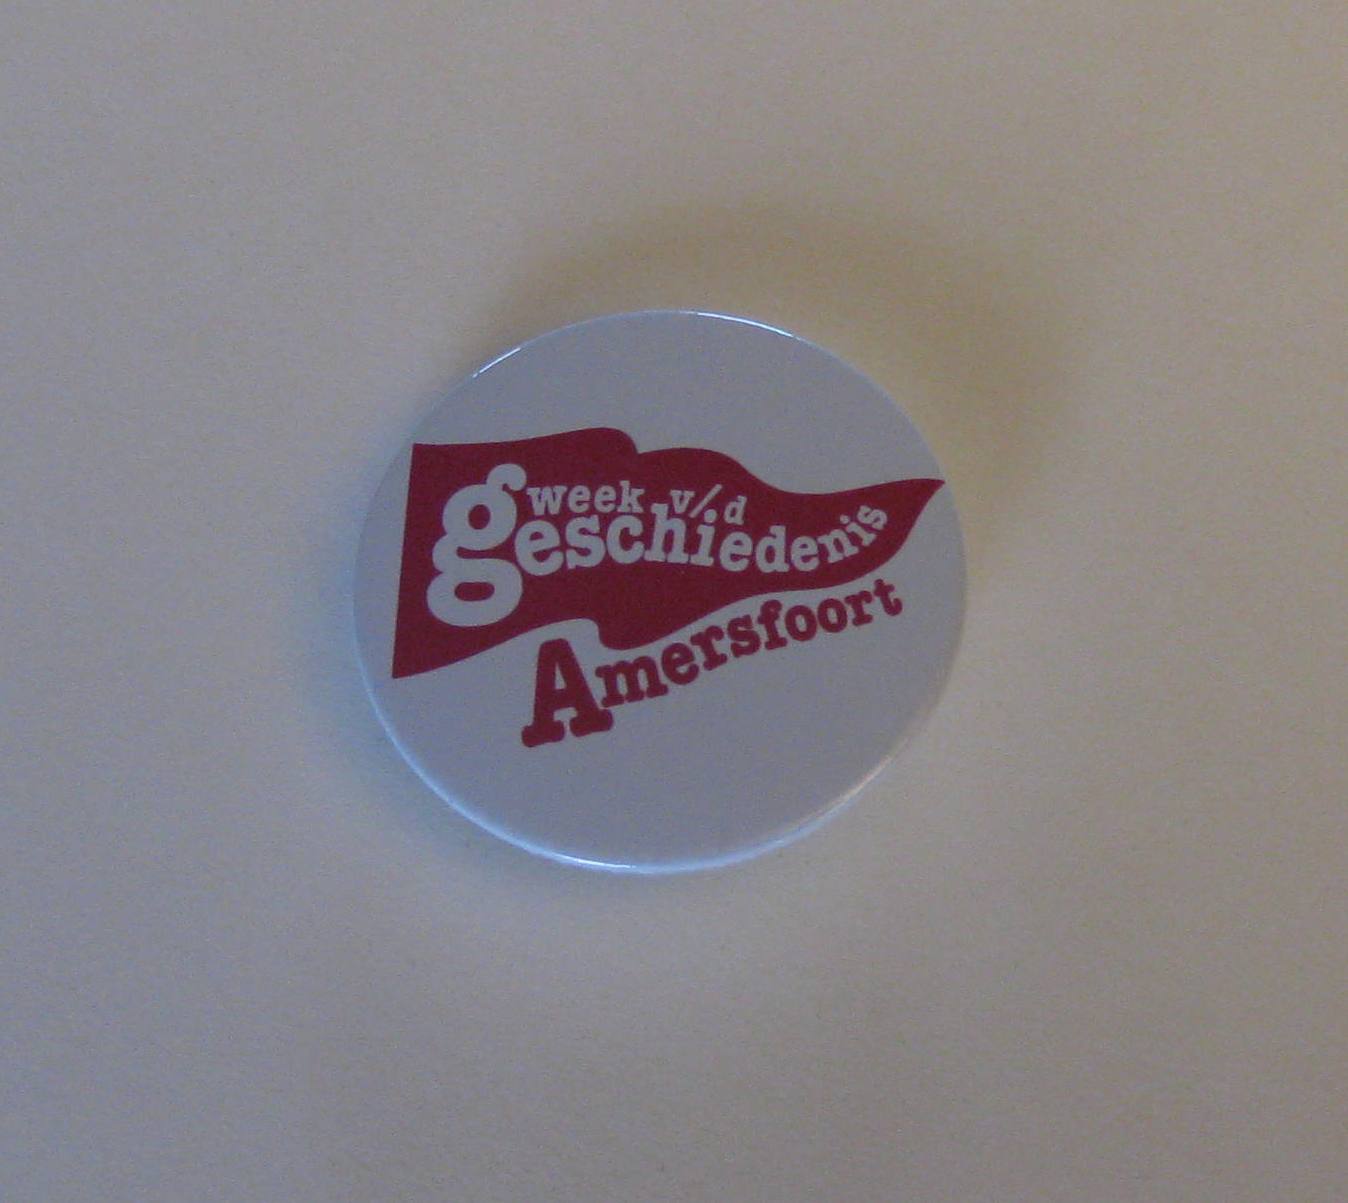 week v/d
geschiedenis
Amersfoort